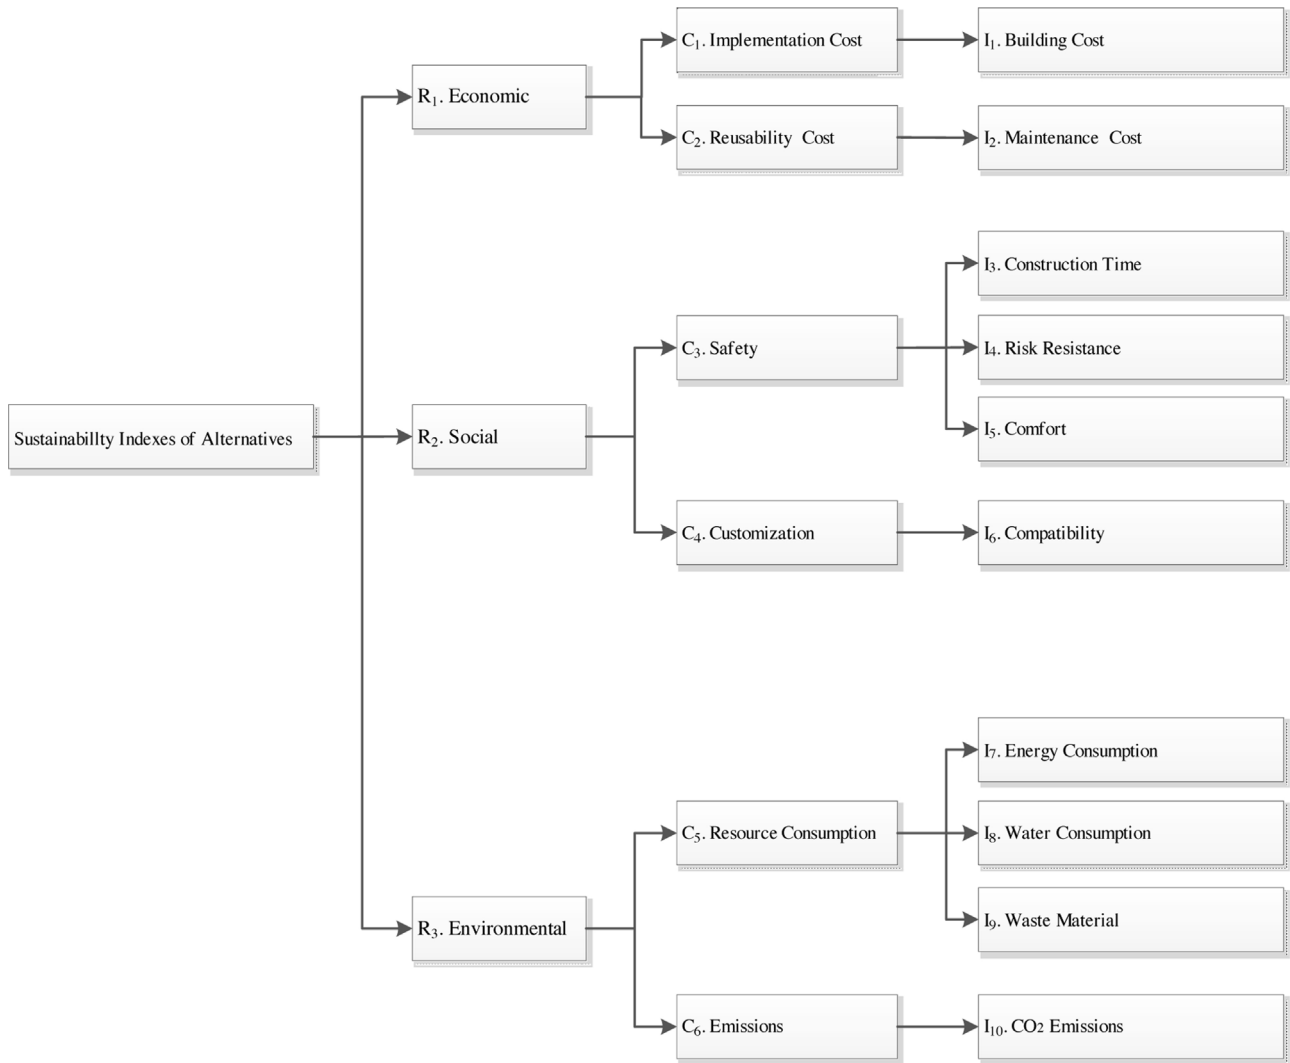 Sustainabillty Indexes of Alternatives
R₁. Economic
C₁. Implementation Cost
I₁. Building Cost
C₂. Reusability Cost
I₂. Maintenance Cost
R₂. Social
C₃. Safety
I₃. Construction Time
I₄. Risk Resistance
I₅. Comfort
C₄. Customization
I₆. Compatibility
R₃. Environmental
C₅. Resource Consumption
I₇. Energy Consumption
I₈. Water Consumption
I₉. Waste Material
C₆. Emissions
I₁₀. CO2 Emissions